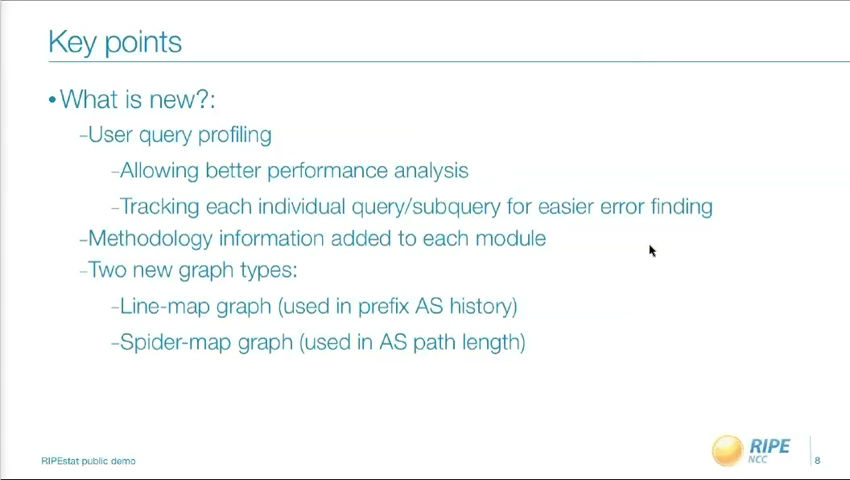 Key points
• What is new?:
–User query profiling
–Allowing better performance analysis
–Tracking each individual query/subquery for easier error finding
–Methodology information added to each module
–Two new graph types:
–Line-map graph (used in prefix AS history)
–Spider-map graph (used in AS path length)
RIPEstat public demo
RIPE
NCC
8